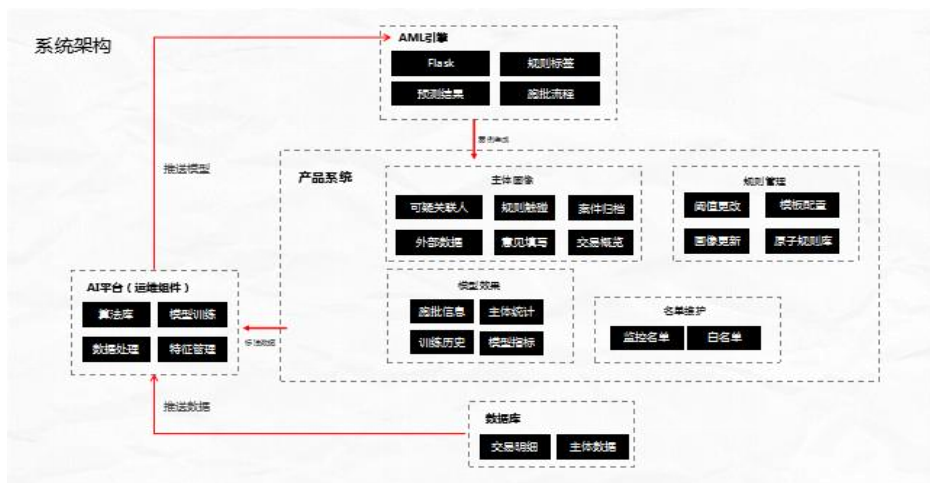 系统架构
AML引擎
Flask
规则标签
预测结果
跑批流程
推送模型
产品系统
主体画像
可疑关联人
规则触碰
案件归档
外部数据
意见填写
交易概览
规则管理
阈值更改
模板配置
画像更新
原子规则库
模型效果
跑批信息
主体统计
训练历史
模型指标
名单维护
监控名单
白名单
AI平台（运维组件）
算法库
模型训练
数据处理
特征管理
推送数据
数据库
交易明细
主体数据